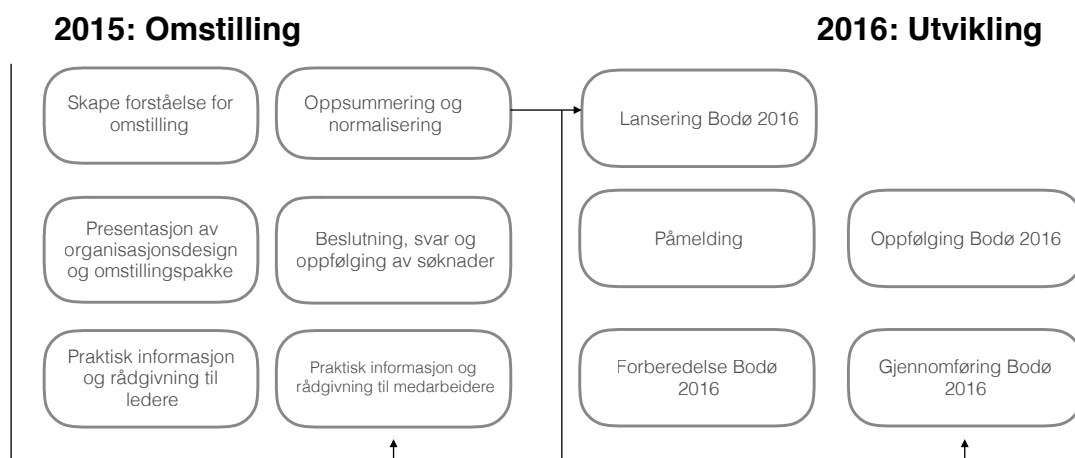 2015: Omstilling
2016: Utvikling
Skape forståelse for
omstilling
Oppsummering og
normalisering
Lansering Bodø 2016
Presentasjon av
organisasjonsdesign
og omstillingspakke
Beslutning, svar og
oppfølging av søknader
Påmelding
Oppfølging Bodø 2016
Praktisk informasjon
og rådgivning til
ledere
Praktisk informasjon og
rådgivning til medarbeidere
Forberedelse Bodø
2016
Gjennomføring Bodø
2016